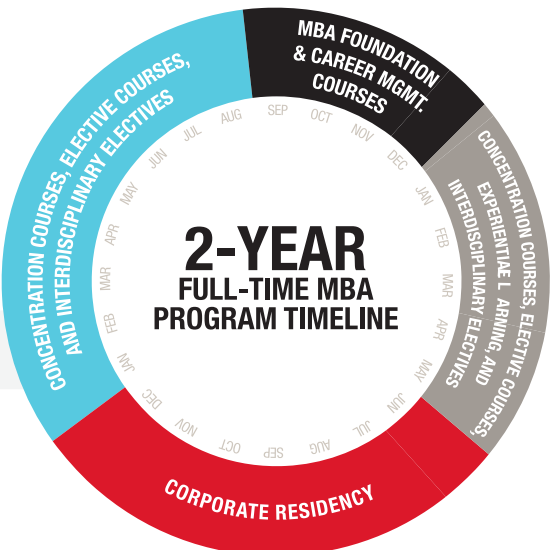 2-YEAR
FULL-TIME MBA
PROGRAM TIMELINE
MBA FOUNDATION
& CAREER MGMT.
COURSES
CONCENTRATION COURSES, ELECTIVE COURSES,
EXPERIENTIAE L ARNING, AND
INTERDISCIPLINARY ELECTIVES
CORPORATE RESIDENCY
CONCENTRATION COURSES, ELECTIVE COURSES,
AND INTERDISCIPLINARY ELECTIVES
SEP
OCT
NOV
DEC
JAN
FEB
MAR
APR
MAY
JUN
JUL
AUG
SEP
OCT
NOV
DEC
JAN
FEB
MAR
APR
MAY
JUN
JUL
AUG